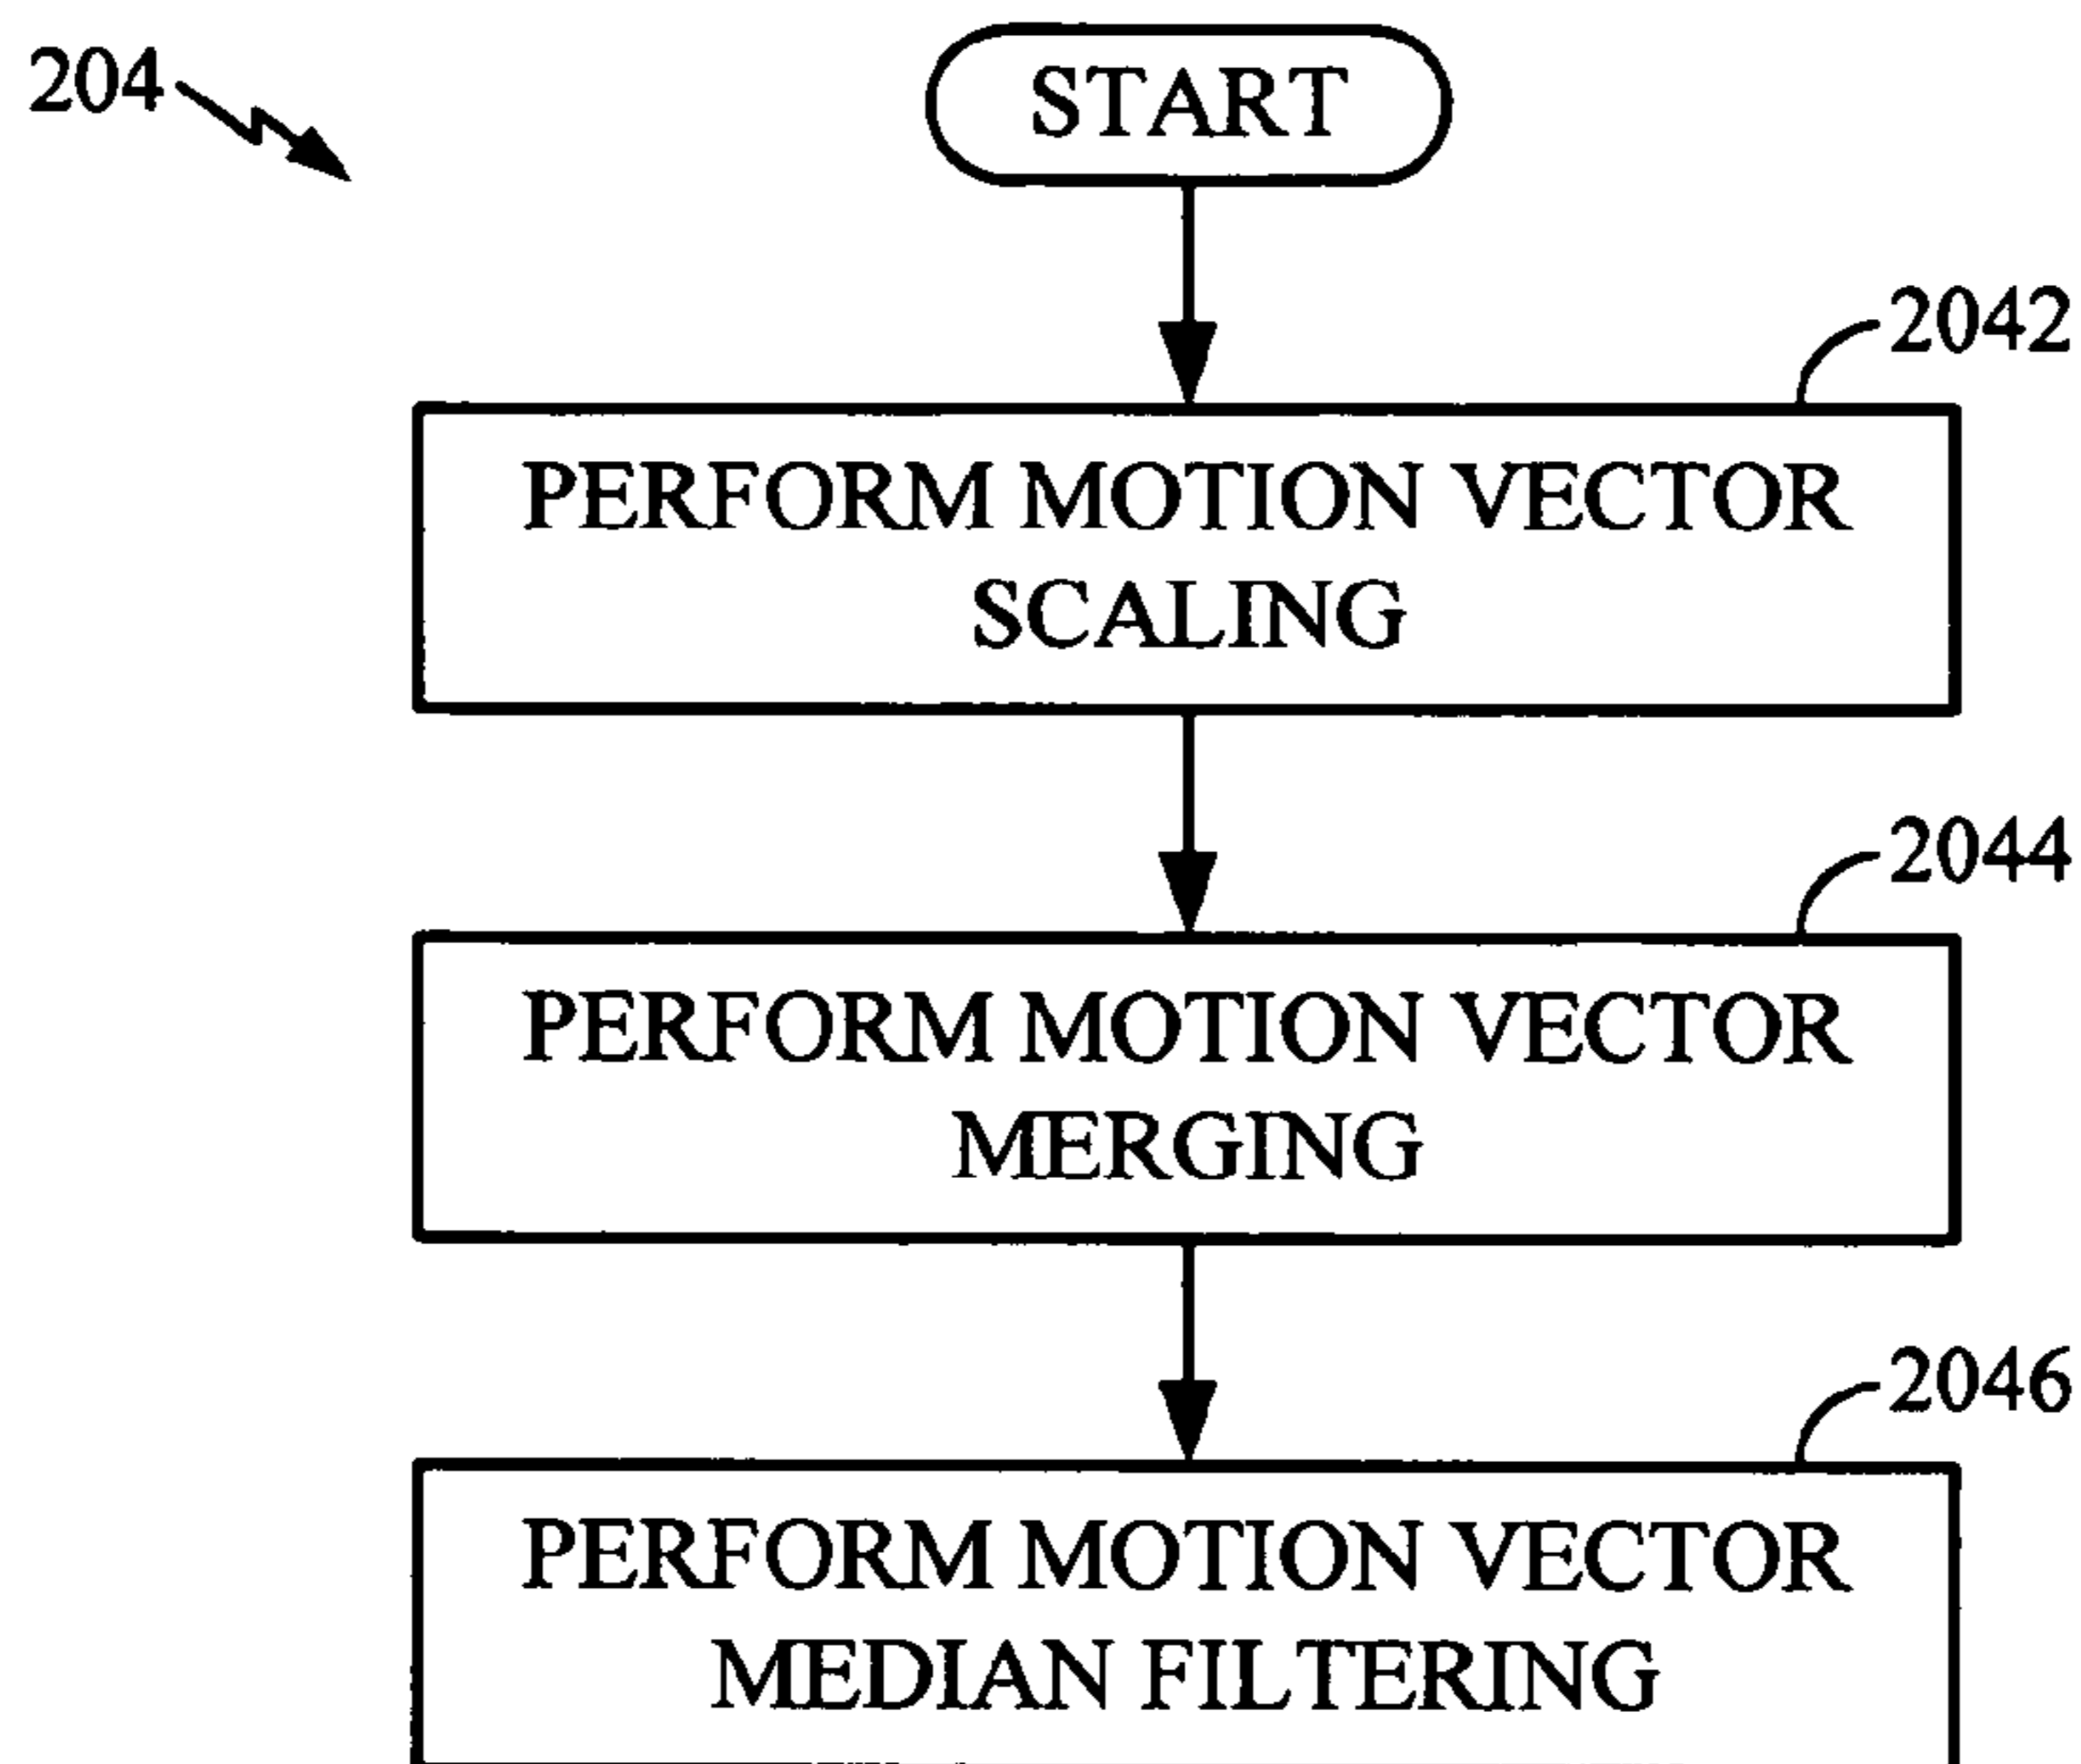 204
START
2042
PERFORM MOTION VECTOR
SCALING
2044
PERFORM MOTION VECTOR
MERGING
2046
PERFORM MOTION VECTOR
MEDIAN FILTERING